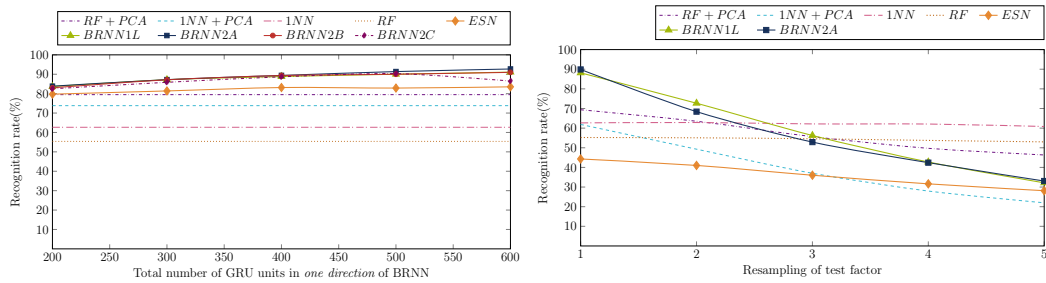 RF + PCA 1NN + PCA 1NN RF ESN
BRNN1L BRNN2A BRNN2B BRNN2C
100
90
80
70
60
50
40
30
20
10
Recognition rate(%)
200 250 300 350 400 450 500 550 600
Total number of GRU units in one direction of BRNN
RF + PCA 1NN + PCA 1NN RF ESN
BRNN1L BRNN2A
100
90
80
70
60
50
40
30
20
10
Recognition rate(%)
1 2 3 4 5
Resampling of test factor